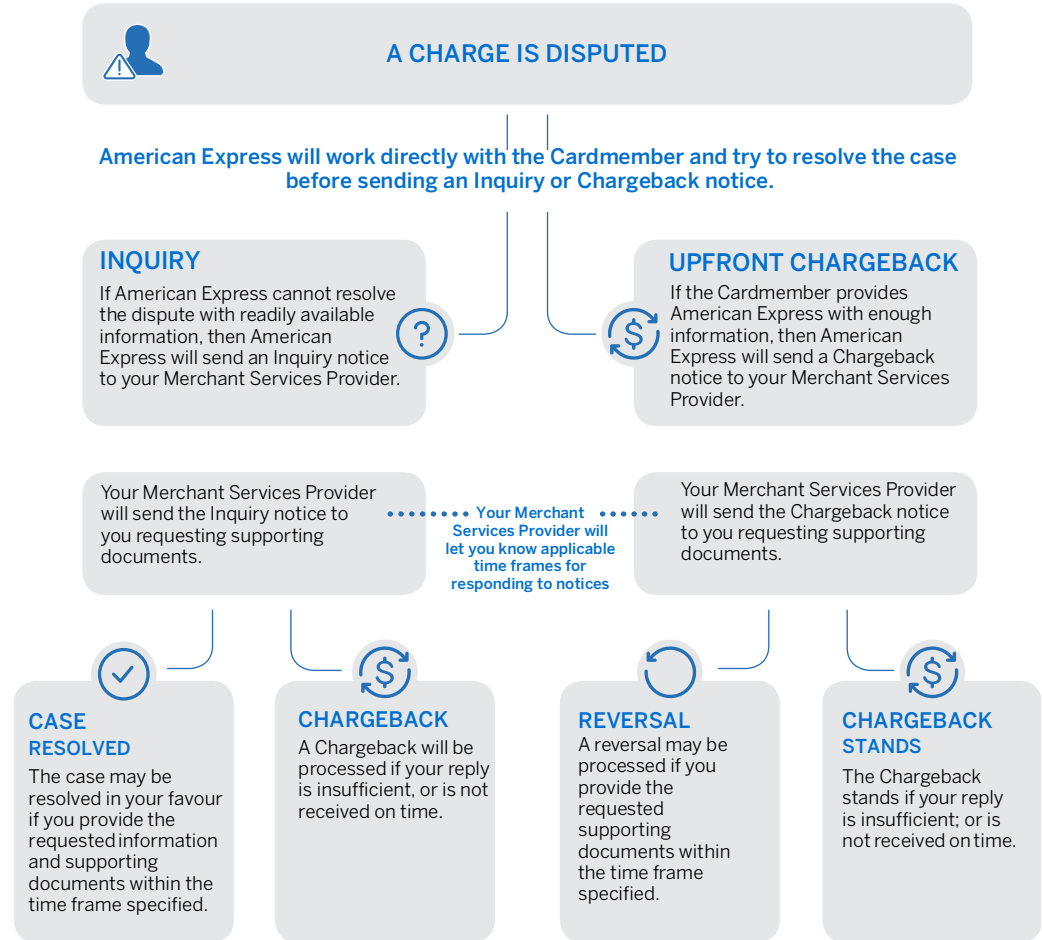 A CHARGE IS DISPUTED
American Express will work directly with the Cardmember and try to resolve the case
before sending an Inquiry or Chargeback notice.
INQUIRY
If American Express cannot resolve
the dispute with readily available
information, then American
Express will send an Inquiry notice
to your Merchant Services Provider.
?
UPFRONT CHARGEBACK
If the Cardmember provides
American Express with enough
information, then American
Express will send a Chargeback
notice to your Merchant Services
Provider.
$
Your Merchant Services Provider
will send the Inquiry notice to
you requesting supporting
documents.
Your Merchant
Services Provider will
let you know applicable
time frames for
responding to notices
Your Merchant Services Provider
will send the Chargeback notice
to you requesting supporting
documents.
CASE
RESOLVED
The case may be
resolved in your favour
if you provide the
requested information
and supporting
documents within the
time frame specified.
$
CHARGEBACK
A Chargeback will be
processed if your reply
is insufficient, or is not
received on time.
REVERSAL
A reversal may be
processed if you
provide the
requested
supporting
documents within
the time frame
specified.
$
CHARGEBACK
STANDS
The Chargeback
stands if your reply
is insufficient; or is
not received on time.